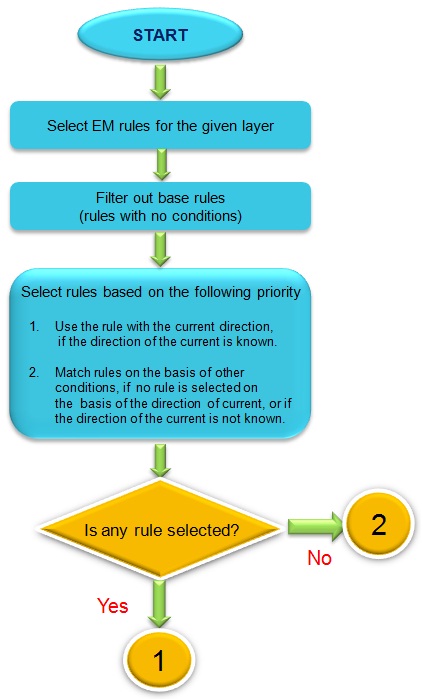 START
Select EM rules for the given layer
Filter out base rules
(rules with no conditions)
Select rules based on the following priority
1. Use the rule with the current direction,
if the direction of the current is known.
2. Match rules on the basis of other
conditions, if no rule is selected on
the basis of the direction of current, or if
the direction of the current is not known.
Is any rule selected?
2
No
Yes
1